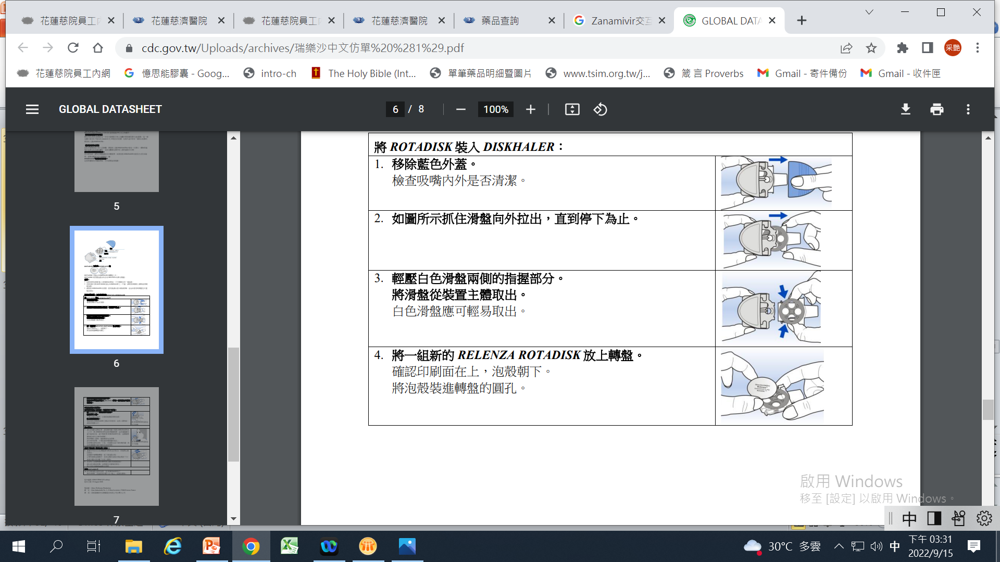 花蓮慈院員工內
花蓮慈濟醫院
花蓮慈院員工內
花蓮慈濟醫院
藥品查詢
Zanamivir交互
GLOBAL DATA
cdc.gov.tw/Uploads/archives/瑞樂沙中文仿單%20%281%29.pdf
采艷
花蓮慈院員工內網
憶思能膠囊 - Goog...
intro-ch
The Holy Bible (Int...
單筆藥品明細暨圖片
www.tsim.org.tw/j...
箴 言 Proverbs
Gmail - 寄件備份
Gmail - 收件匣
GLOBAL DATASHEET
6 / 8
100%
5
6
7
將 ROTADISK 裝入 DISKHALER：
1. 移除藍色外蓋。
檢查吸嘴內外是否清潔。
2. 如圖所示抓住滑盤向外拉出，直到停下為止。
3. 輕壓白色滑盤兩側的指握部分。
將滑盤從裝置主體取出。
白色滑盤應可輕易取出。
4. 將一組新的 RELENZA ROTADISK 放上轉盤。
確認印刷面在上，泡殼朝下。
將泡殼裝進轉盤的圓孔。
啟用 Windows
移至 [設定] 以啟用 Windows。
中
30°C 多雲
中
下午 03:31
2022/9/15